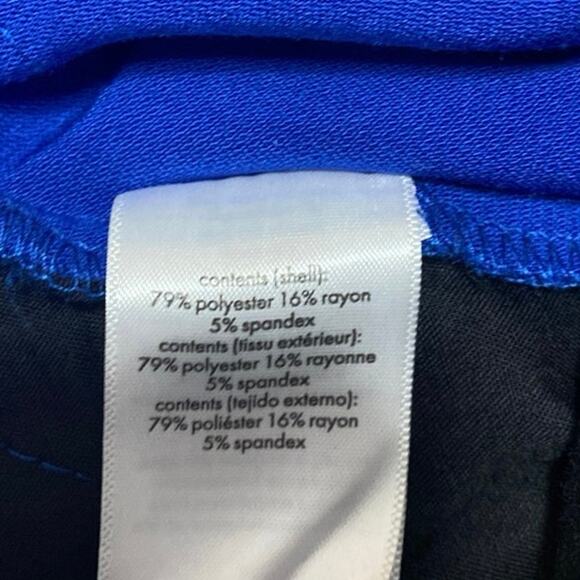 contents (shell):
79% polyester 16% rayon
5% spandex
contents (tissu extérieur):
79% polyester 16% rayonne
5% spandex
contents (tejido externo):
79% poliéster 16% rayon
5% spandex